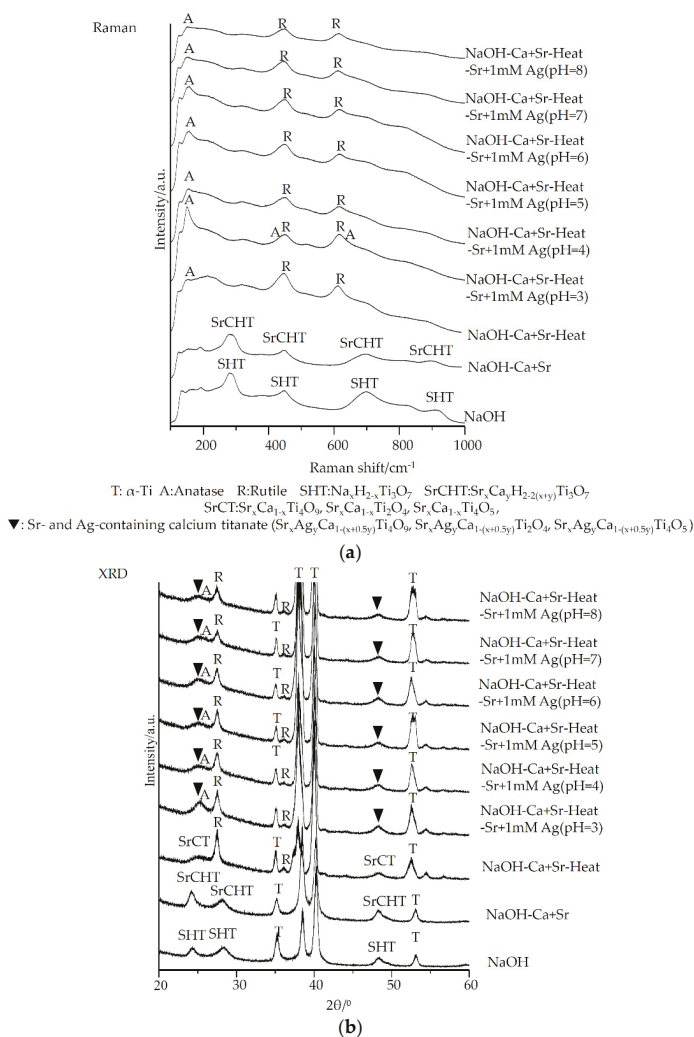 Raman
A R R
NaOH-Ca+Sr-Heat
-Sr+1mM Ag(pH=8)
A R R
NaOH-Ca+Sr-Heat
-Sr+1mM Ag(pH=7)
A R R
NaOH-Ca+Sr-Heat
-Sr+1mM Ag(pH=6)
A R R
NaOH-Ca+Sr-Heat
-Sr+1mM Ag(pH=5)
A R R
NaOH-Ca+Sr-Heat
-Sr+1mM Ag(pH=4)
A A R R A
NaOH-Ca+Sr-Heat
-Sr+1mM Ag(pH=3)
A R R
NaOH-Ca+Sr-Heat
SrCHT SrCHT SrCHT SrCHT
NaOH-Ca+Sr
SHT SHT SHT SHT
NaOH
Intensity/a.u.
200 400 600 800 1000
Raman shift/cm⁻¹
T: α-Ti A:Anatase R:Rutile SHT:NaₓH₂₋ₓTi₃O₇ SrCHT:SrₓCaᵧH₂₋₂₍ₓ₊ᵧ₎Ti₃O₇
SrCT:SrₓCa₁₋ₓTi₄O₉, SrₓCa₁₋ₓTi₂O₄, SrₓCa₁₋ₓTi₄O₅,
▼: Sr- and Ag-containing calcium titanate (SrₓAgᵧCa₁₋₍ₓ₊₀.₅ᵧ₎Ti₄O₉, SrₓAgᵧCa₁₋₍ₓ₊₀.₅ᵧ₎Ti₂O₄, SrₓAgᵧCa₁₋₍ₓ₊₀.₅ᵧ₎Ti₄O₅)
(a)
XRD
▼ A R T R T T ▼ T
NaOH-Ca+Sr-Heat
-Sr+1mM Ag(pH=8)
▼ A R T R ▼ T
NaOH-Ca+Sr-Heat
-Sr+1mM Ag(pH=7)
▼ A R T R ▼ T
NaOH-Ca+Sr-Heat
-Sr+1mM Ag(pH=6)
▼ A R T R ▼ T
NaOH-Ca+Sr-Heat
-Sr+1mM Ag(pH=5)
▼ A R T R ▼ T
NaOH-Ca+Sr-Heat
-Sr+1mM Ag(pH=4)
▼ A R T R ▼ T
NaOH-Ca+Sr-Heat
-Sr+1mM Ag(pH=3)
SrCT R T R SrCT T
NaOH-Ca+Sr-Heat
SrCHT SrCHT T SrCHT T
NaOH-Ca+Sr
SHT SHT T SHT T
NaOH
Intensity/a.u.
20 30 40 50 60
2θ/⁰
(b)